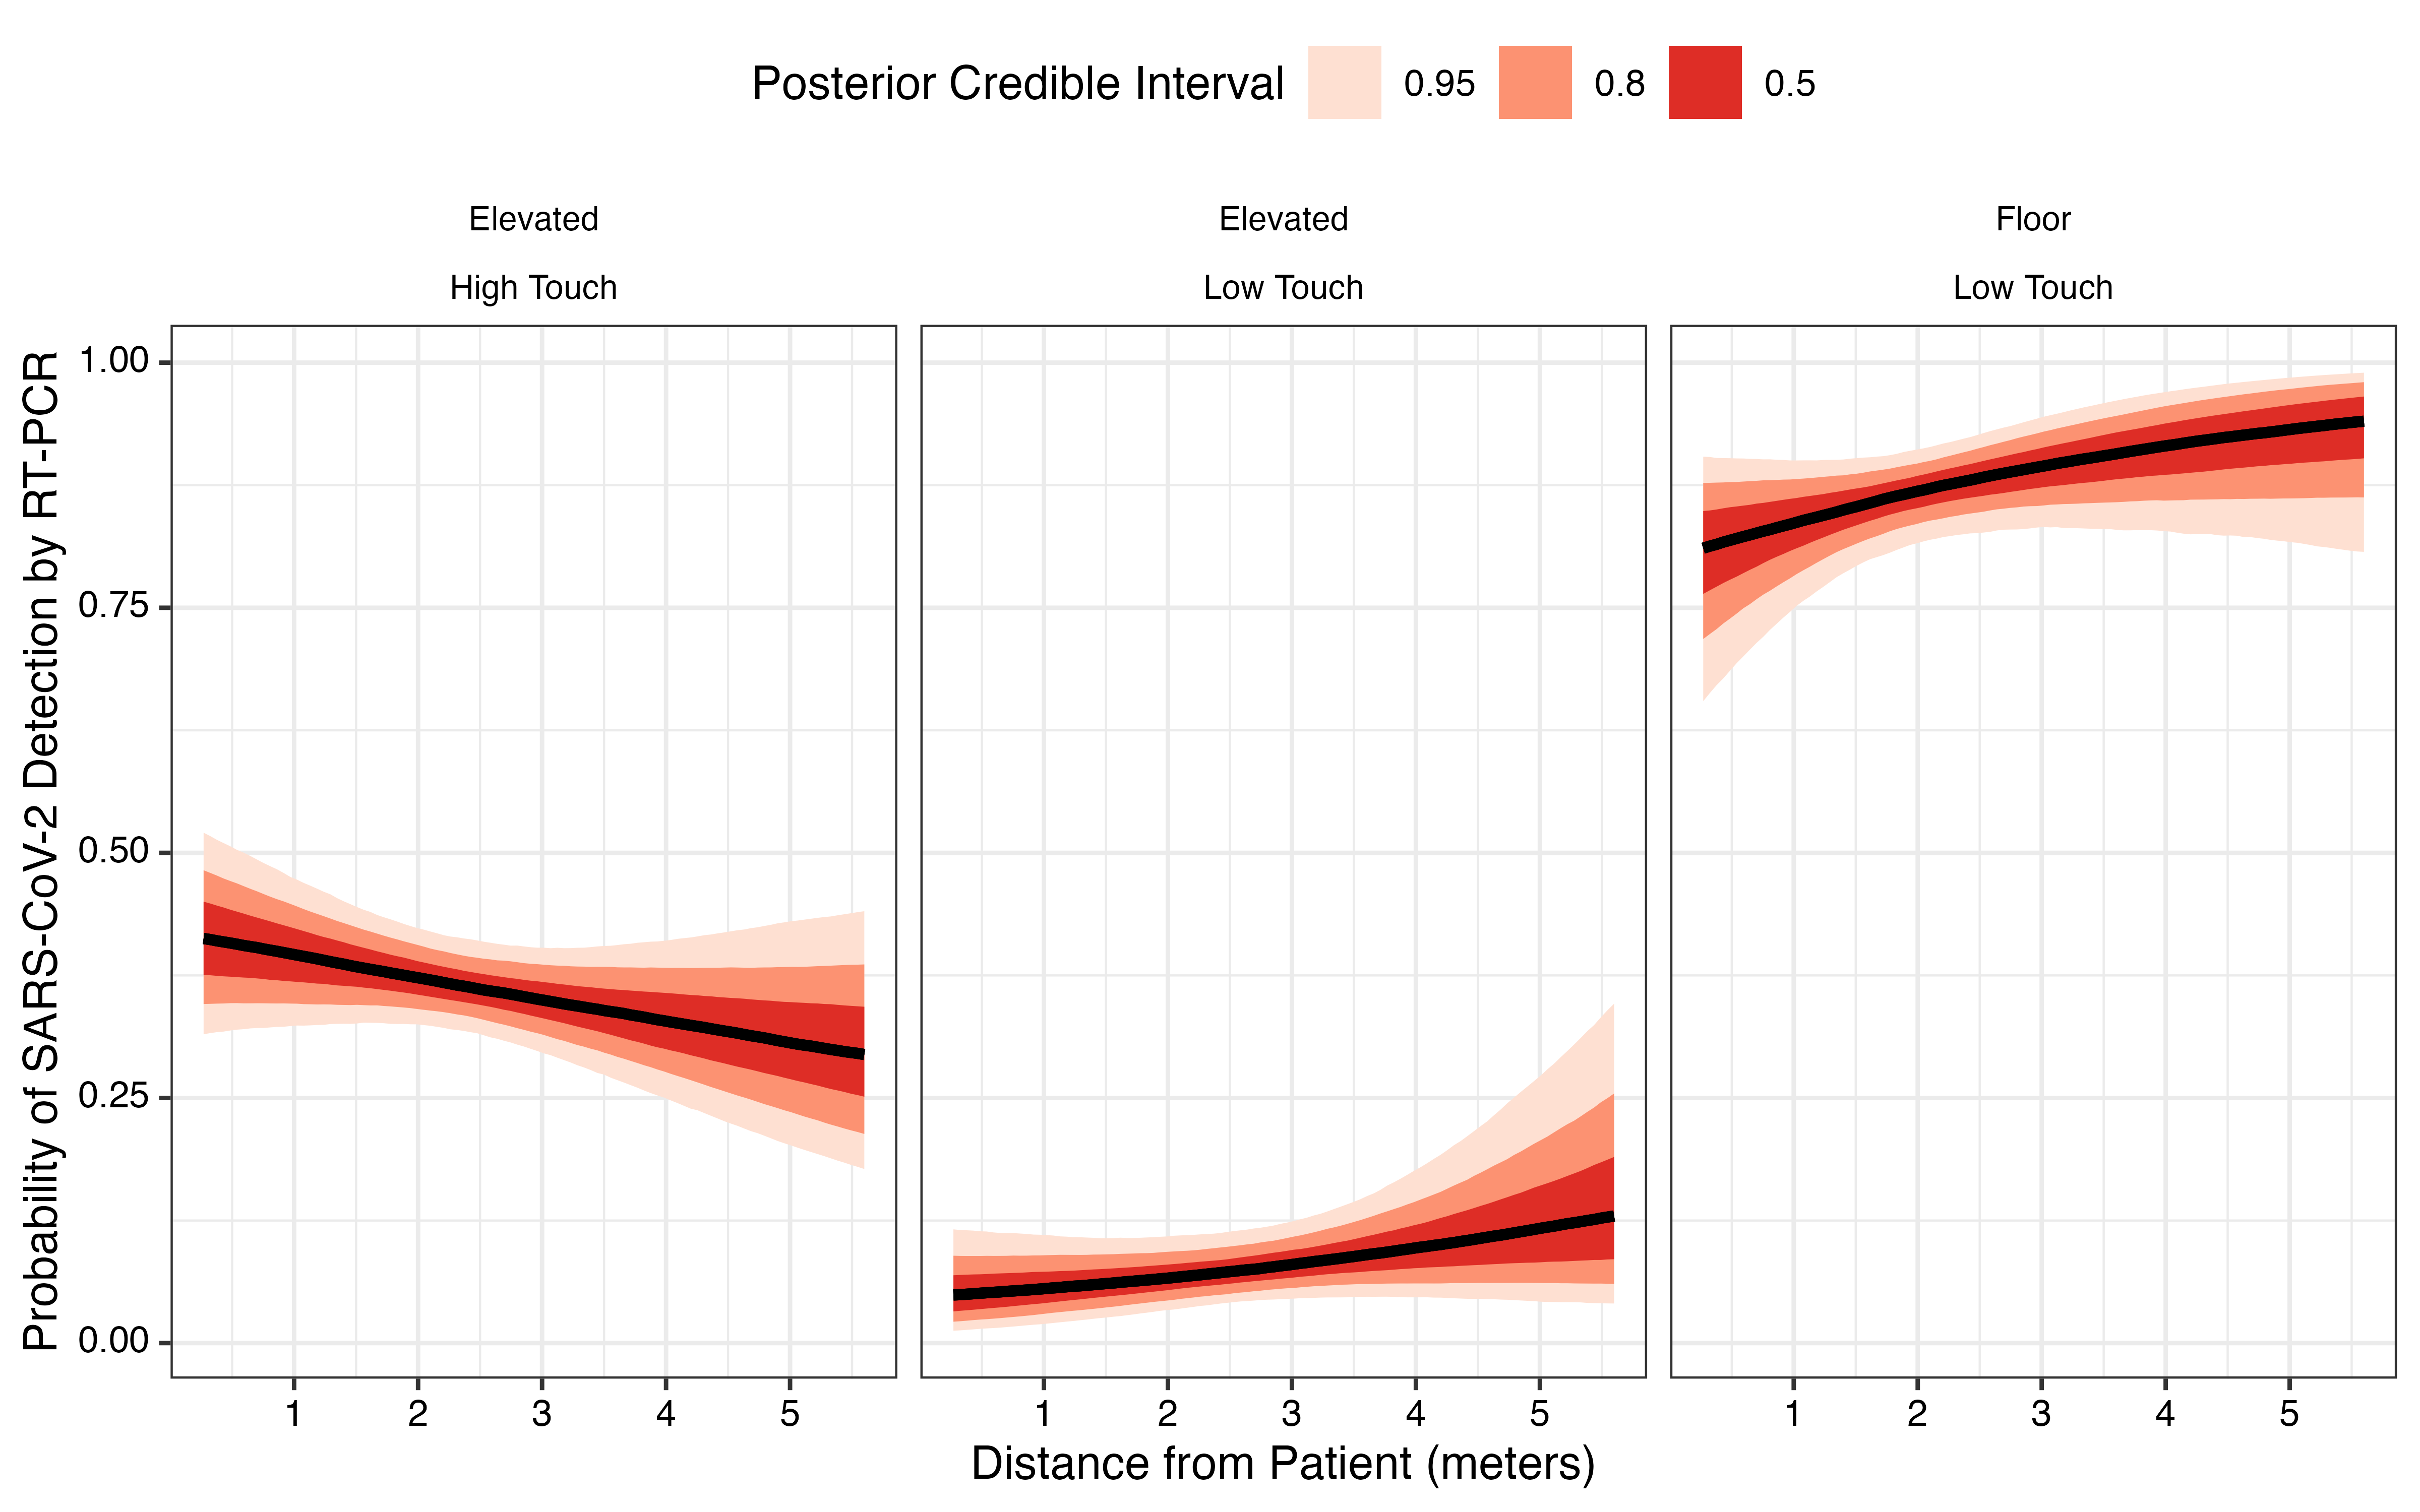 Posterior Credible Interval 0.95 0.8 0.5
Elevated Elevated Floor
High Touch Low Touch Low Touch
Probability of SARS-CoV-2 Detection by RT-PCR
1.00
0.75
0.50
0.25
0.00
1 2 3 4 5 1 2 3 4 5 1 2 3 4 5
Distance from Patient (meters)